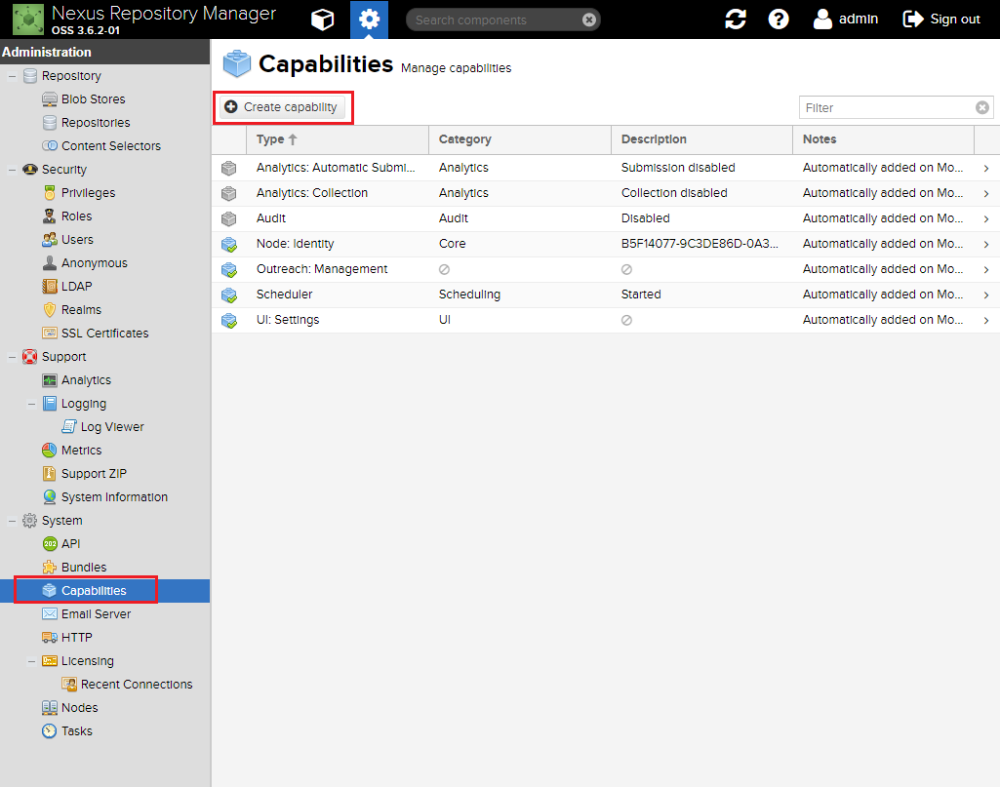 Nexus Repository Manager
OSS 3.6.2-01
Search components
admin
Sign out
Administration
Repository
Blob Stores
Repositories
Content Selectors
Security
Privileges
Roles
Users
Anonymous
LDAP
Realms
SSL Certificates
Support
Analytics
Logging
Log Viewer
Metrics
Support ZIP
System Information
System
202 API
Bundles
Capabilities
Email Server
HTTP
Licensing
Recent Connections
Nodes
Tasks
Capabilities Manage capabilities
Create capability
Filter
Type Category Description Notes
Analytics: Automatic Submi... Analytics Submission disabled Automatically added on Mo...
Analytics: Collection Analytics Collection disabled Automatically added on Mo...
Audit Audit Disabled Automatically added on Mo...
Node: Identity Core B5F14077-9C3DE86D-0A3... Automatically added on Mo...
Outreach: Management Automatically added on Mo...
Scheduler Scheduling Started Automatically added on Mo...
UI: Settings UI Automatically added on Mo...